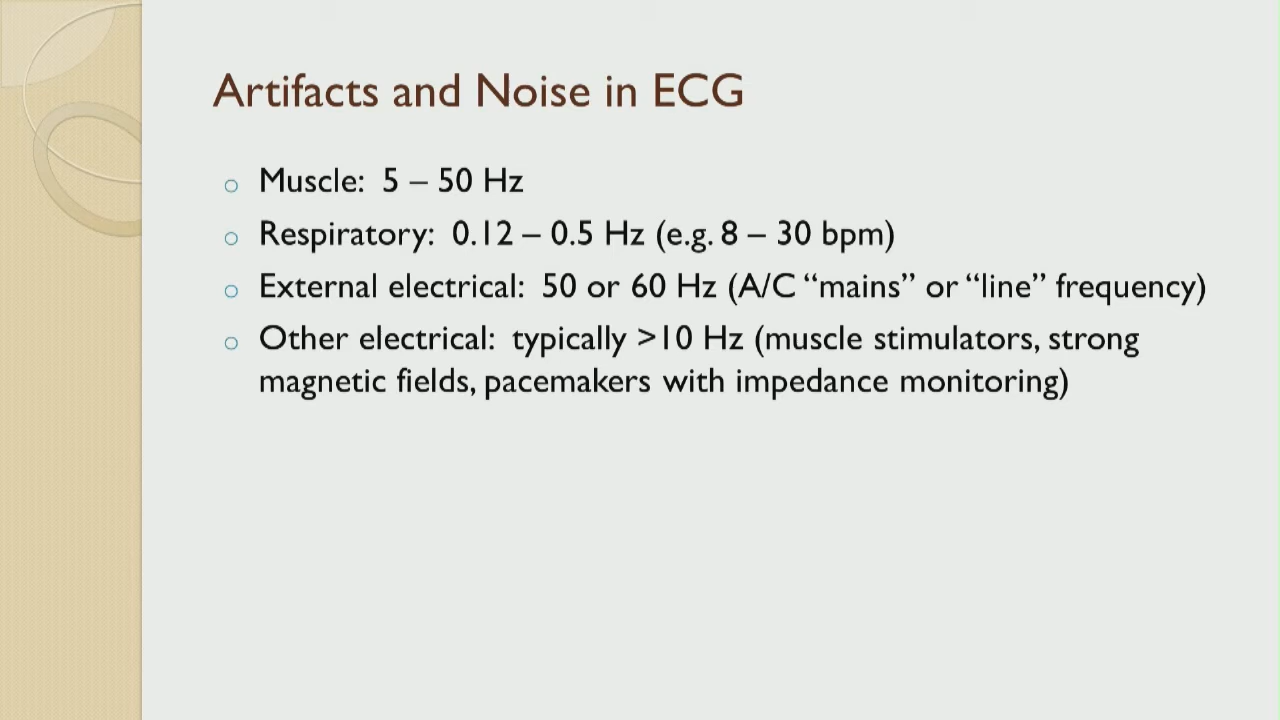 Artifacts and Noise in ECG
Muscle: 5 – 50 Hz
Respiratory: 0.12 – 0.5 Hz (e.g. 8 – 30 bpm)
External electrical: 50 or 60 Hz (A/C “mains” or “line” frequency)
Other electrical: typically >10 Hz (muscle stimulators, strong
magnetic fields, pacemakers with impedance monitoring)